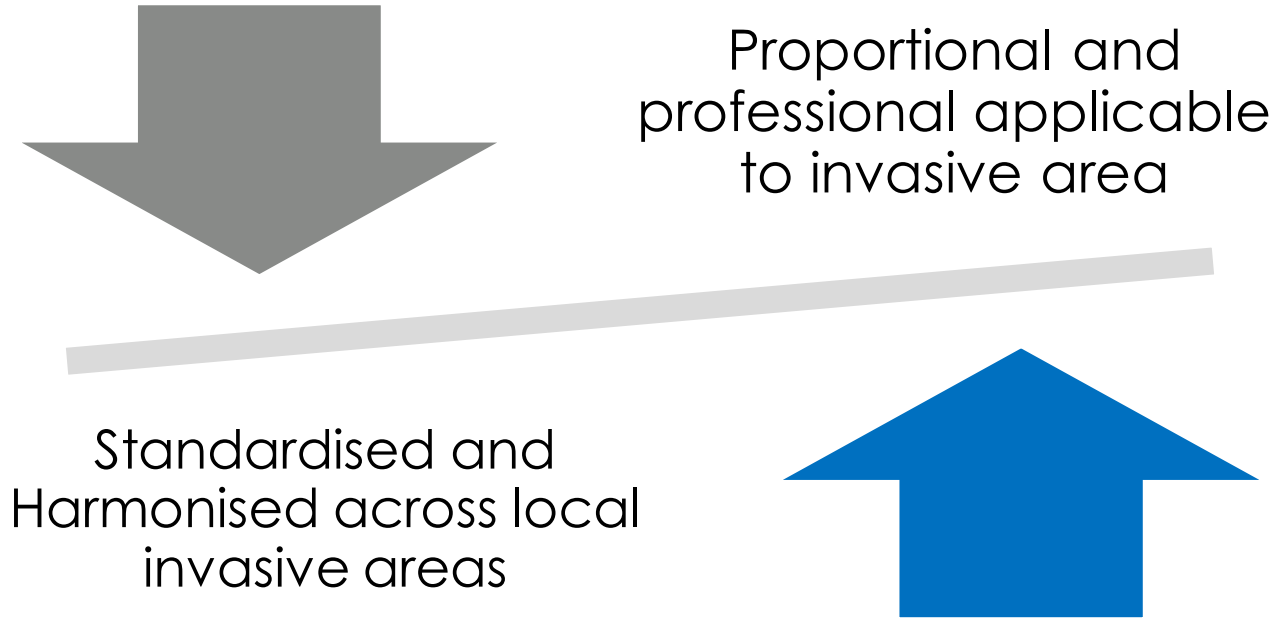 Proportional and
professional applicable
to invasive area
Standardised and
Harmonised across local
invasive areas